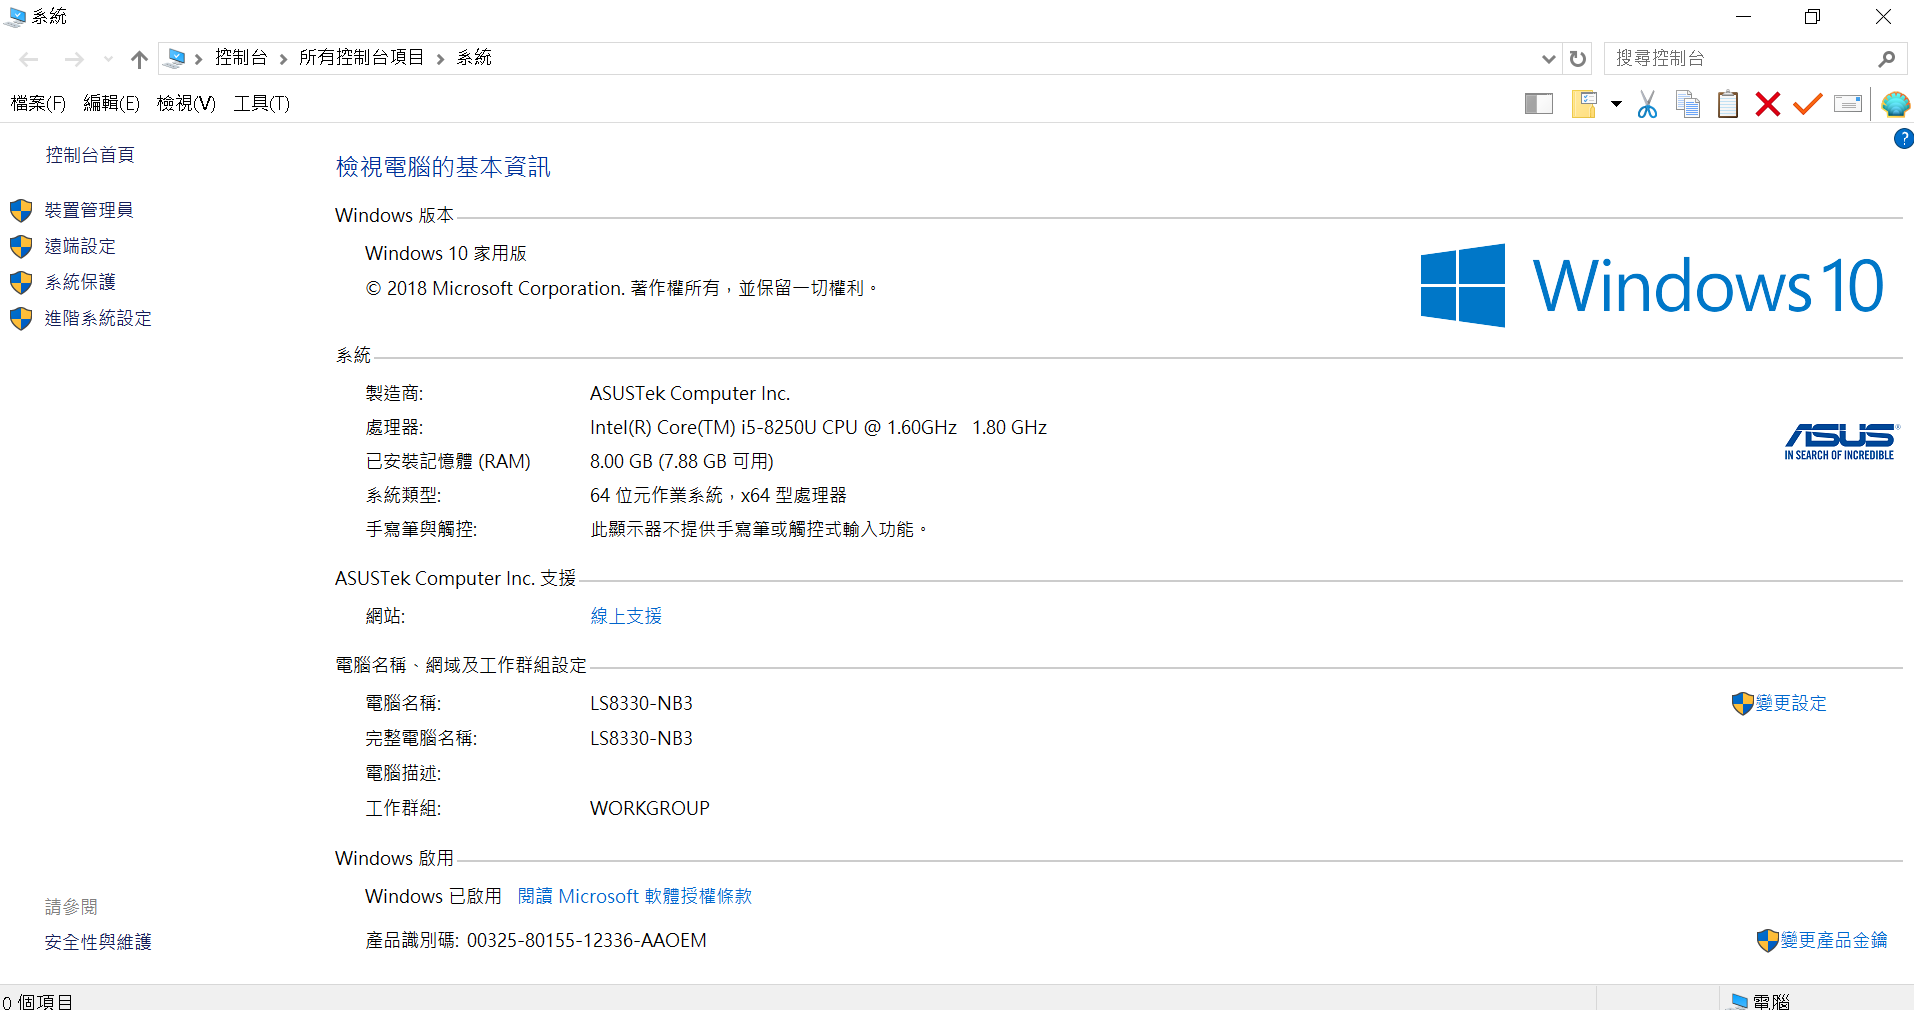 系統
控制台 › 所有控制台項目 › 系統
搜尋控制台
檔案(F) 編輯(E) 檢視(V) 工具(T)
?
控制台首頁
裝置管理員
遠端設定
系統保護
進階系統設定
檢視電腦的基本資訊
Windows 版本
Windows 10 家用版
© 2018 Microsoft Corporation. 著作權所有，並保留一切權利。
Windows 10
系統
製造商: ASUSTek Computer Inc.
處理器: Intel(R) Core(TM) i5-8250U CPU @ 1.60GHz 1.80 GHz
已安裝記憶體 (RAM) 8.00 GB (7.88 GB 可用)
系統類型: 64 位元作業系統，x64 型處理器
手寫筆與觸控: 此顯示器不提供手寫筆或觸控式輸入功能。
ASUS®
IN SEARCH OF INCREDIBLE
ASUSTek Computer Inc. 支援
網站: 線上支援
電腦名稱、網域及工作群組設定
電腦名稱: LS8330-NB3 變更設定
完整電腦名稱: LS8330-NB3
電腦描述:
工作群組: WORKGROUP
Windows 啟用
Windows 已啟用 閱讀 Microsoft 軟體授權條款
產品識別碼: 00325-80155-12336-AAOEM 變更產品金鑰
請參閱
安全性與維護
0 個項目
電腦